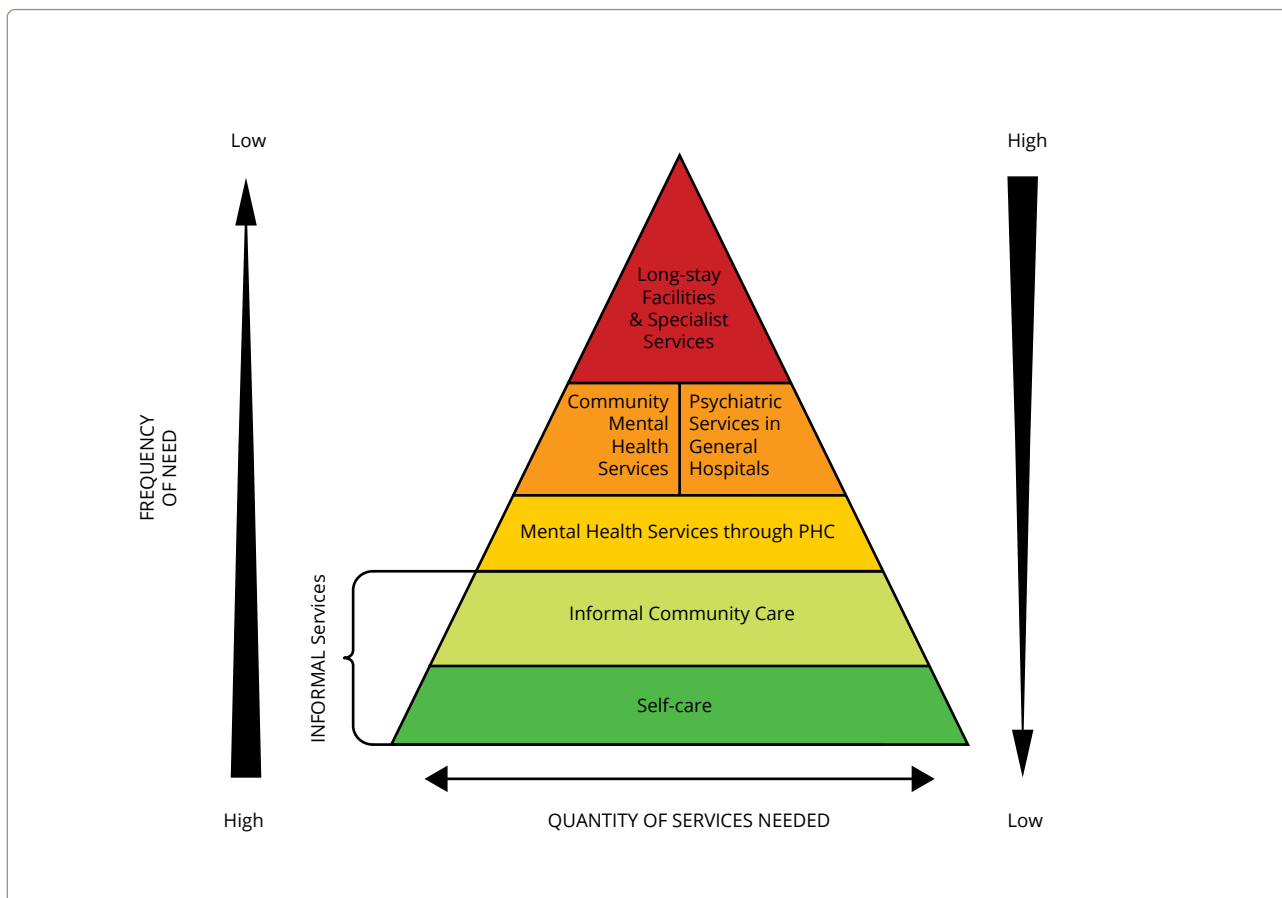 Low
High
Long-stay
Facilities
& Specialist
Services
Community
Mental
Health
Services
Psychiatric
Services in
General
Hospitals
FREQUENCY
OF NEED
Mental Health Services through PHC
INFORMAL Services
Informal Community Care
Self-care
High
QUANTITY OF SERVICES NEEDED
Low